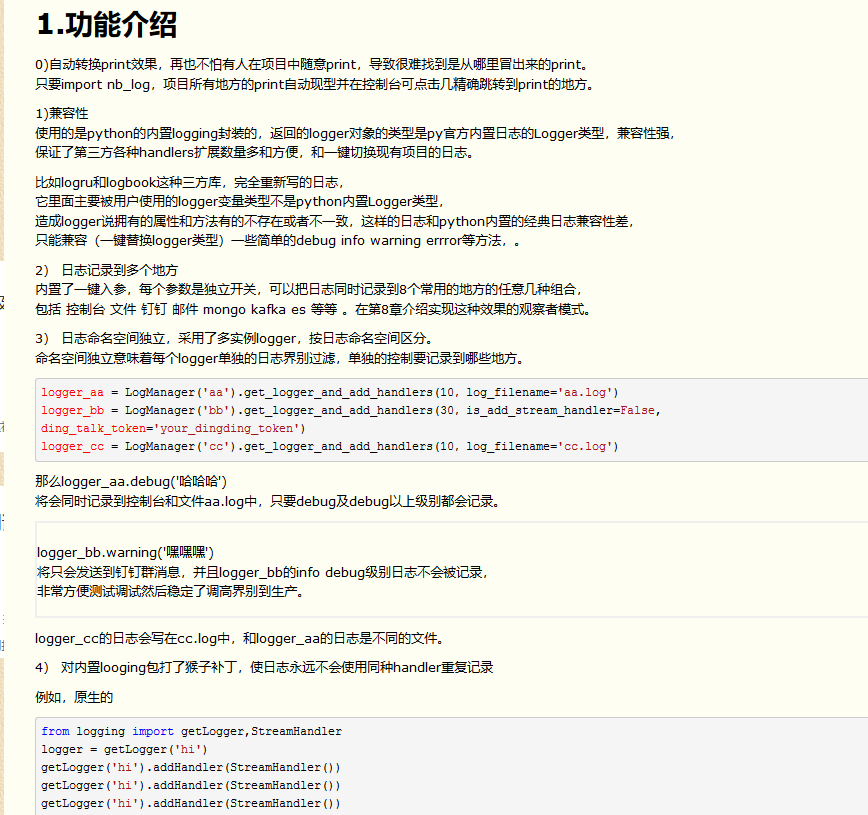 1.功能介绍
0)自动转换print效果，再也不怕有人在项目中随意print，导致很难找到是从哪里冒出来的print。
只要import nb_log，项目所有地方的print自动现型并在控制台可点击几精确跳转到print的地方。
1)兼容性
使用的是python的内置logging封装的，返回的logger对象的类型是py官方内置日志的Logger类型，兼容性强，
保证了第三方各种handlers扩展数量多和方便，和一键切换现有项目的日志。
比如logru和logbook这种三方库，完全重新写的日志，
它里面主要被用户使用的logger变量类型不是python内置Logger类型，
造成logger说拥有的属性和方法有的不存在或者不一致，这样的日志和python内置的经典日志兼容性差，
只能兼容（一键替换logger类型）一些简单的debug info warning errror等方法，。
2） 日志记录到多个地方
内置了一键入参，每个参数是独立开关，可以把日志同时记录到8个常用的地方的任意几种组合，
包括 控制台 文件 钉钉 邮件 mongo kafka es 等等 。在第8章介绍实现这种效果的观察者模式。
3） 日志命名空间独立，采用了多实例logger，按日志命名空间区分。
命名空间独立意味着每个logger单独的日志界别过滤，单独的控制要记录到哪些地方。
logger_aa = LogManager('aa').get_logger_and_add_handlers(10，log_filename='aa.log')
logger_bb = LogManager('bb').get_logger_and_add_handlers(30，is_add_stream_handler=False,
ding_talk_token='your_dingding_token')
logger_cc = LogManager('cc').get_logger_and_add_handlers(10，log_filename='cc.log')
那么logger_aa.debug('哈哈哈')
将会同时记录到控制台和文件aa.log中，只要debug及debug以上级别都会记录。
logger_bb.warning('嘿嘿嘿')
将只会发送到钉钉群消息，并且logger_bb的info debug级别日志不会被记录，
非常方便测试调试然后稳定了调高界别到生产。
logger_cc的日志会写在cc.log中，和logger_aa的日志是不同的文件。
4） 对内置looging包打了猴子补丁，使日志永远不会使用同种handler重复记录
例如，原生的
from logging import getLogger,StreamHandler
logger = getLogger('hi')
getLogger('hi').addHandler(StreamHandler())
getLogger('hi').addHandler(StreamHandler())
getLogger('hi').addHandler(StreamHandler())